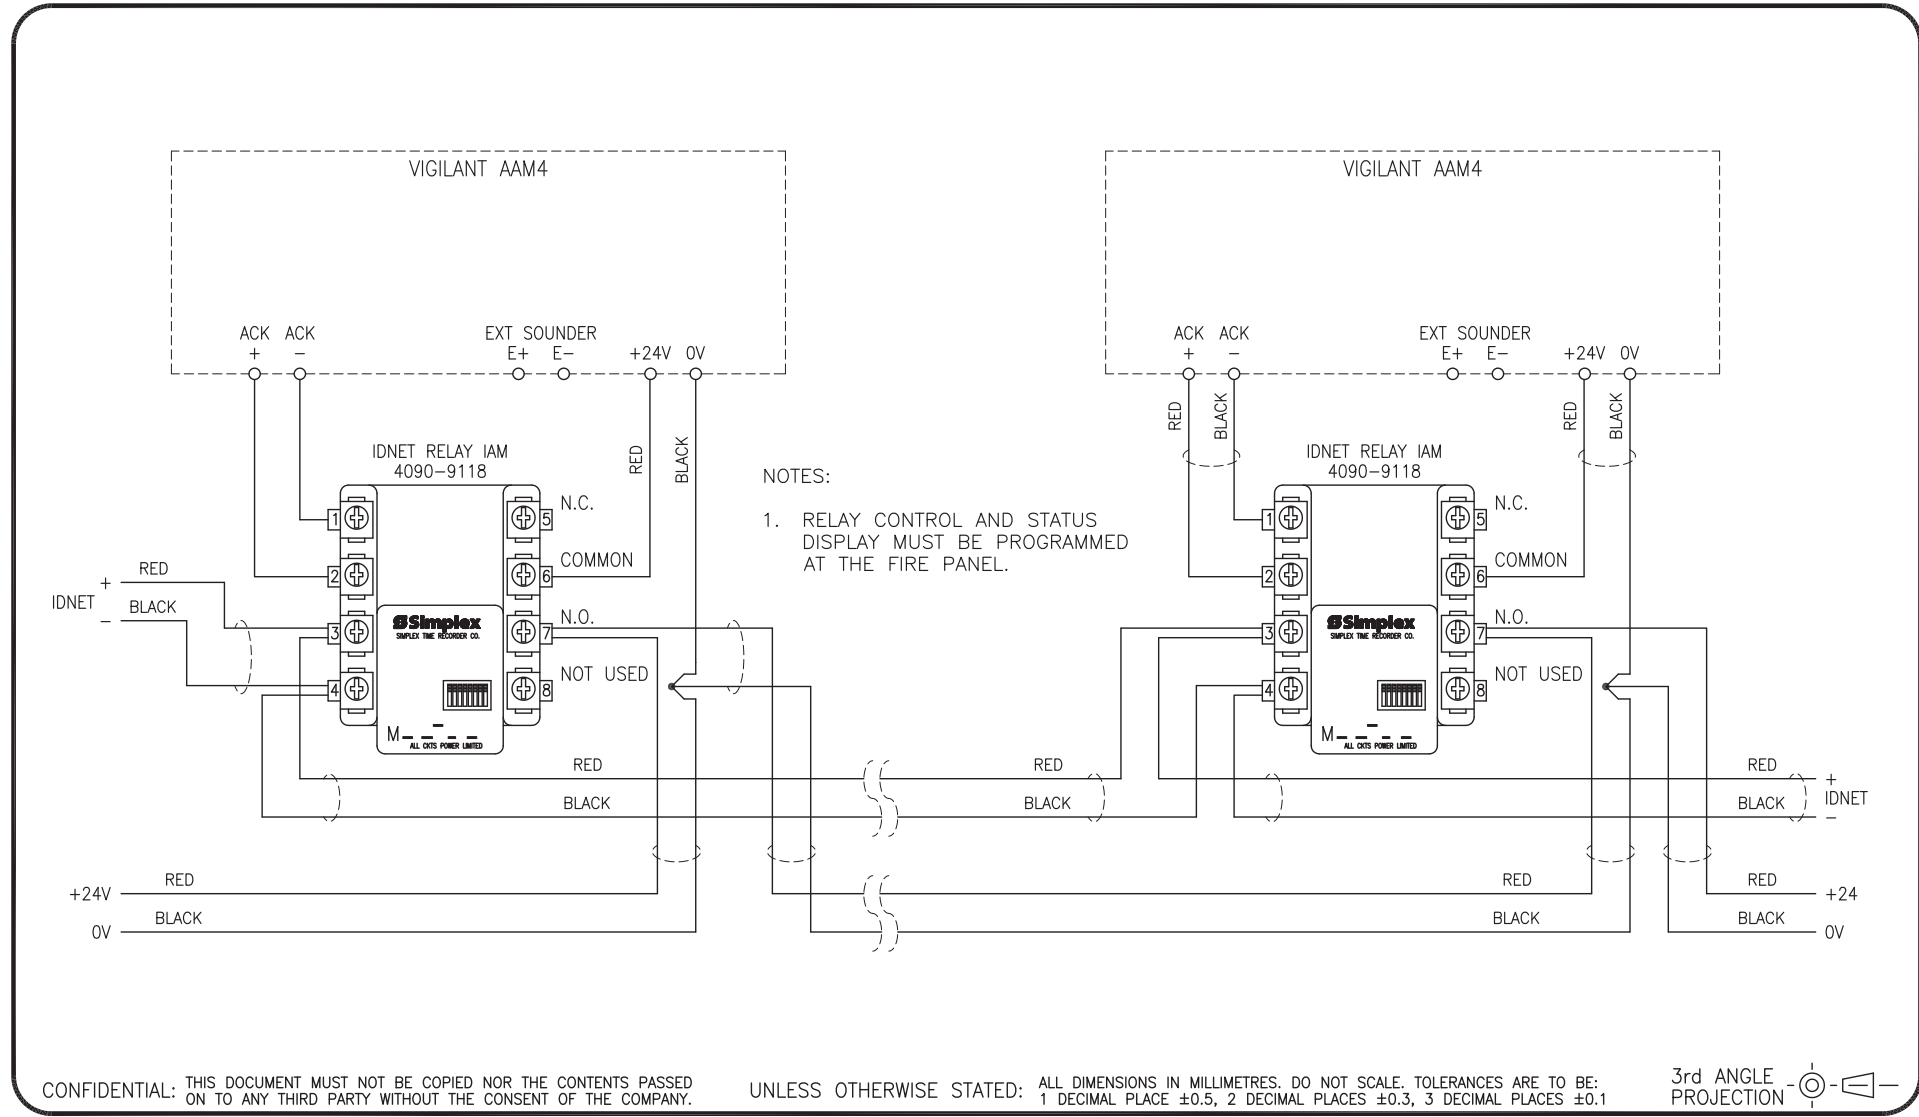 VIGILANT AAM4
ACK ACK
+ −
EXT SOUNDER
E+ E−
+24V 0V
RED
BLACK
IDNET RELAY IAM
4090−9118
1
2
3
4
5
6
7
8
N.C.
COMMON
N.O.
NOT USED
Simplex
SIMPLEX TIME RECORDER CO.
M_ _ - _ _
ALL CKTS POWER LIMITED
IDNET
+ RED
− BLACK
NOTES:
1. RELAY CONTROL AND STATUS
DISPLAY MUST BE PROGRAMMED
AT THE FIRE PANEL.
VIGILANT AAM4
ACK ACK
+ −
EXT SOUNDER
E+ E−
+24V 0V
RED
BLACK
RED
BLACK
IDNET RELAY IAM
4090−9118
1
2
3
4
5
6
7
8
N.C.
COMMON
N.O.
NOT USED
Simplex
SIMPLEX TIME RECORDER CO.
M_ _ - _ _
ALL CKTS POWER LIMITED
RED RED RED +
IDNET
BLACK BLACK BLACK −
+24V RED RED RED +24
0V BLACK BLACK BLACK 0V
CONFIDENTIAL: THIS DOCUMENT MUST NOT BE COPIED NOR THE CONTENTS PASSED
ON TO ANY THIRD PARTY WITHOUT THE CONSENT OF THE COMPANY.
UNLESS OTHERWISE STATED: ALL DIMENSIONS IN MILLIMETRES. DO NOT SCALE. TOLERANCES ARE TO BE:
1 DECIMAL PLACE ±0.5, 2 DECIMAL PLACES ±0.3, 3 DECIMAL PLACES ±0.1
3rd ANGLE
PROJECTION